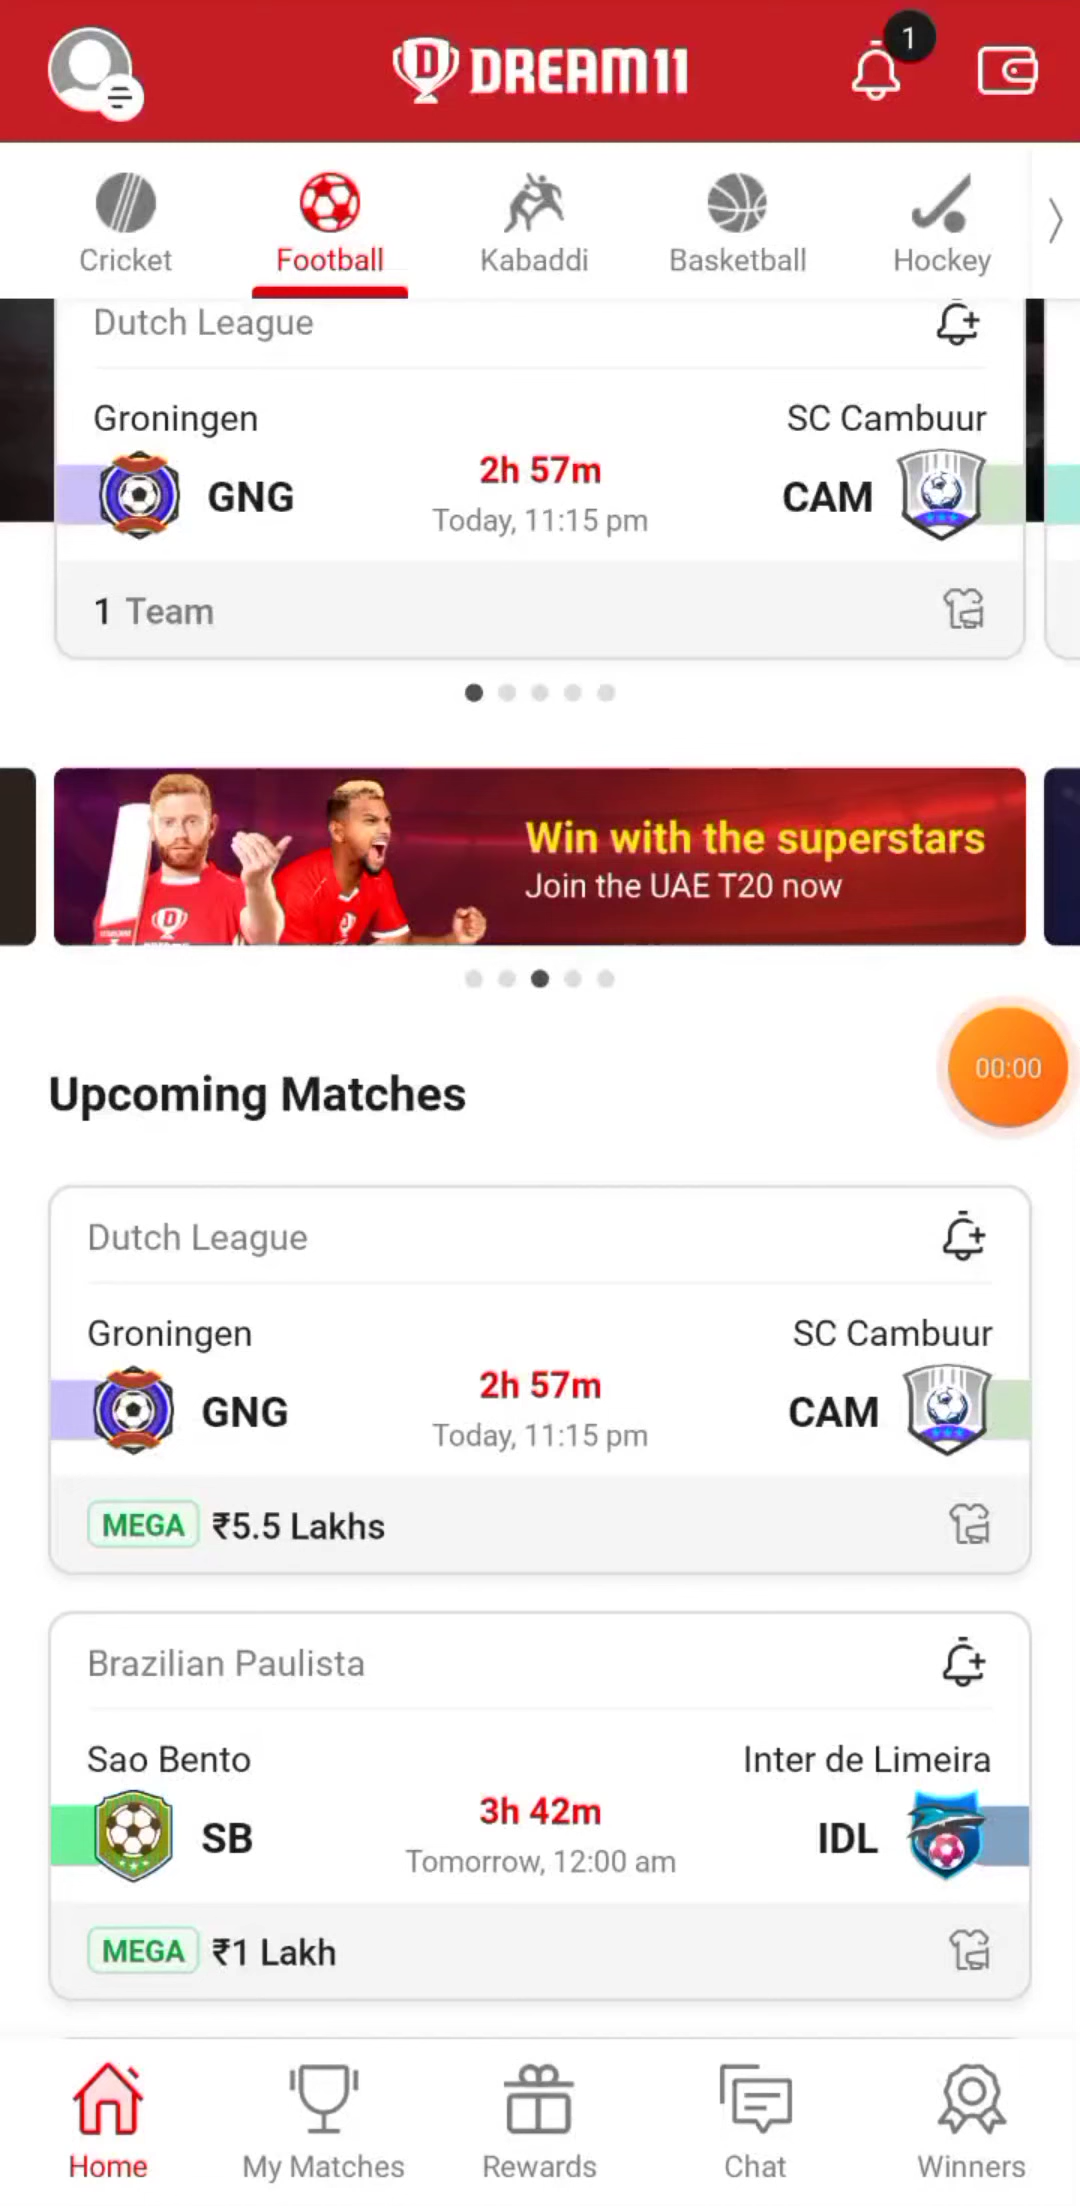 DREAM11
1
Cricket
Football
Kabaddi
Basketball
Hockey
Dutch League
Groningen
SC Cambuur
GNG
2h 57m
CAM
Today, 11:15 pm
1 Team
Win with the superstars
Join the UAE T20 now
00:00
Upcoming Matches
Dutch League
Groningen
SC Cambuur
GNG
2h 57m
CAM
Today, 11:15 pm
MEGA ₹5.5 Lakhs
Brazilian Paulista
Sao Bento
Inter de Limeira
SB
3h 42m
IDL
Tomorrow, 12:00 am
MEGA ₹1 Lakh
Home
My Matches
Rewards
Chat
Winners